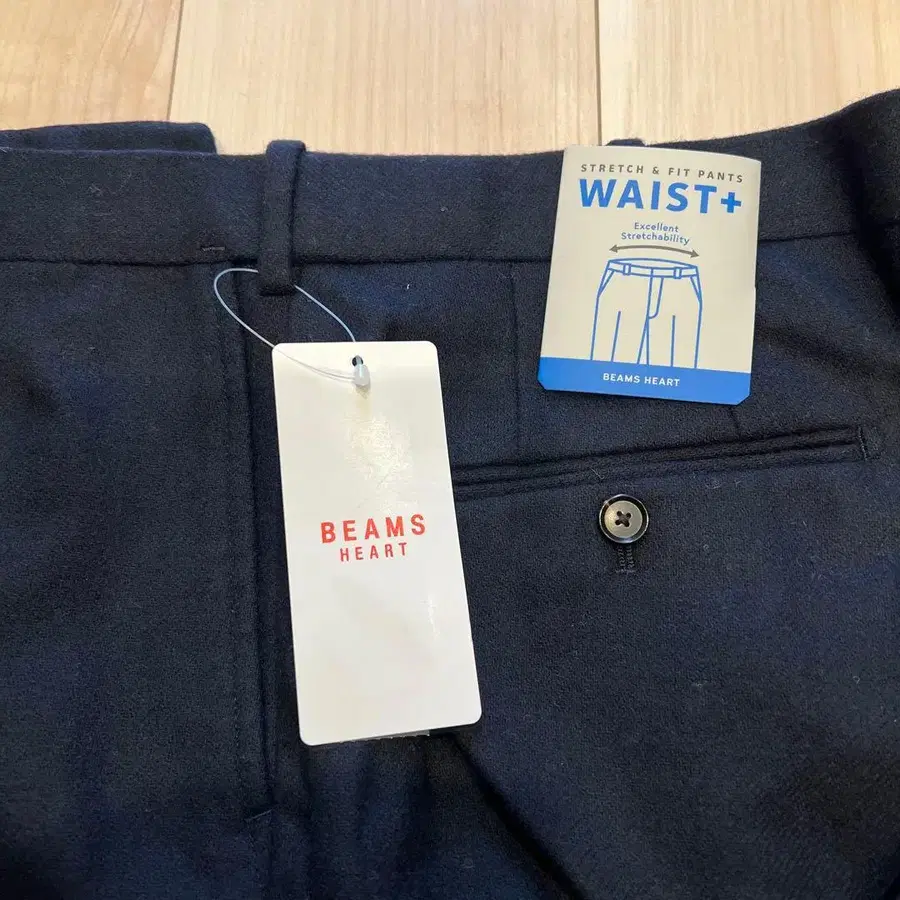 STRETCH & FIT PANTS
WAIST+
Excellent
Stretchability
BEAMS HEART
BEAMS
HEART